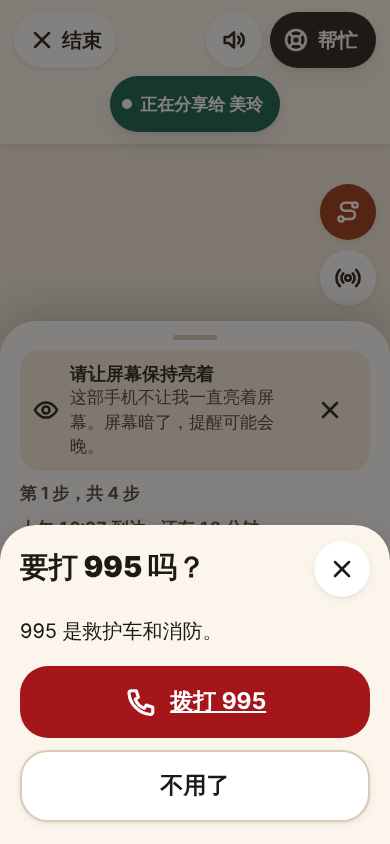 结束
帮忙
正在分享给 美玲
请让屏幕保持亮着
这部手机不让我一直亮着屏
幕。屏幕暗了，提醒可能会
晚。
第 1 步，共 4 步
要打 995 吗？
995 是救护车和消防。
拨打 995
不用了